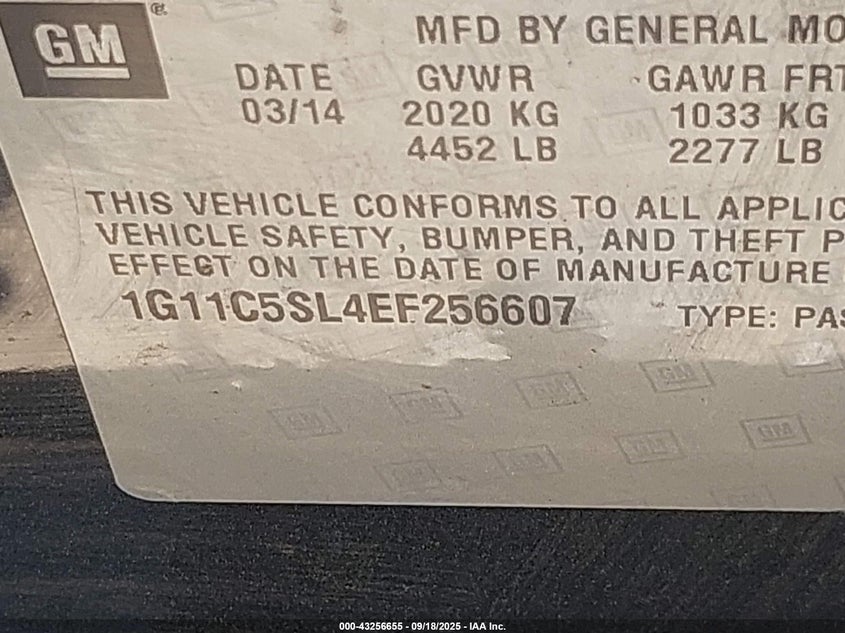 GM
MFD BY GENERAL MO
DATE GVWR GAWR FRT
03/14 2020 KG 1033 KG
4452 LB 2277 LB
THIS VEHICLE CONFORMS TO ALL APPLIC
VEHICLE SAFETY, BUMPER, AND THEFT P
EFFECT ON THE DATE OF MANUFACTURE
1G11C5SL4EF256607 TYPE: PAS
000-43256655 - 09/18/2025 - IAA Inc.